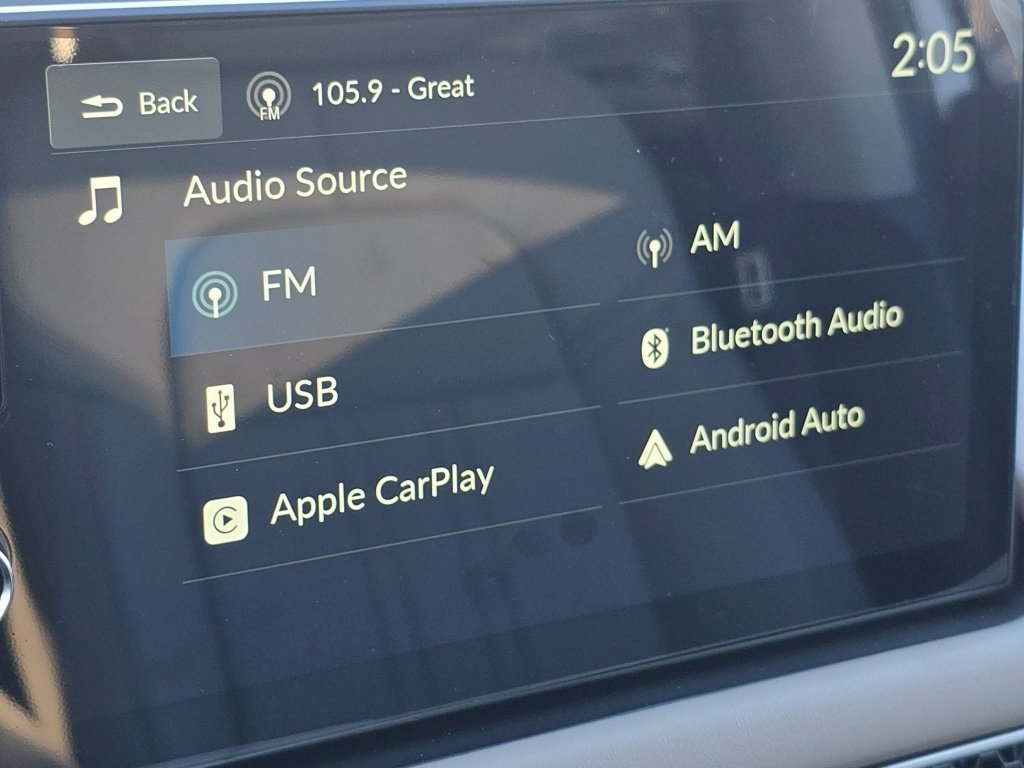 Back
FM
105.9 - Great
2:05
Audio Source
FM
AM
USB
Bluetooth Audio
Apple CarPlay
Android Auto